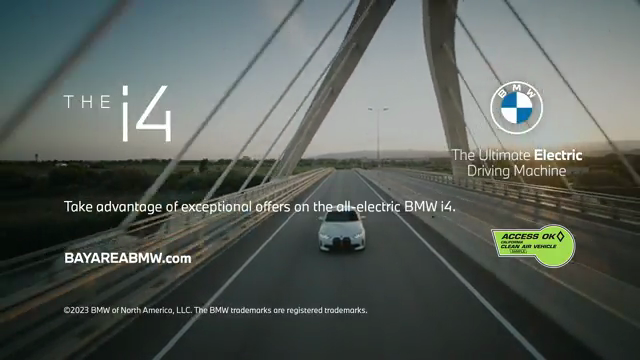 THE i4
BMW
The Ultimate Electric
Driving Machine
Take advantage of exceptional offers on the all-electric BMW i4.
ACCESS OK
CALIFORNIA
CLEAN AIR VEHICLE
SAMPLE
BAYAREABMW.com
©2023 BMW of North America, LLC. The BMW trademarks are registered trademarks.